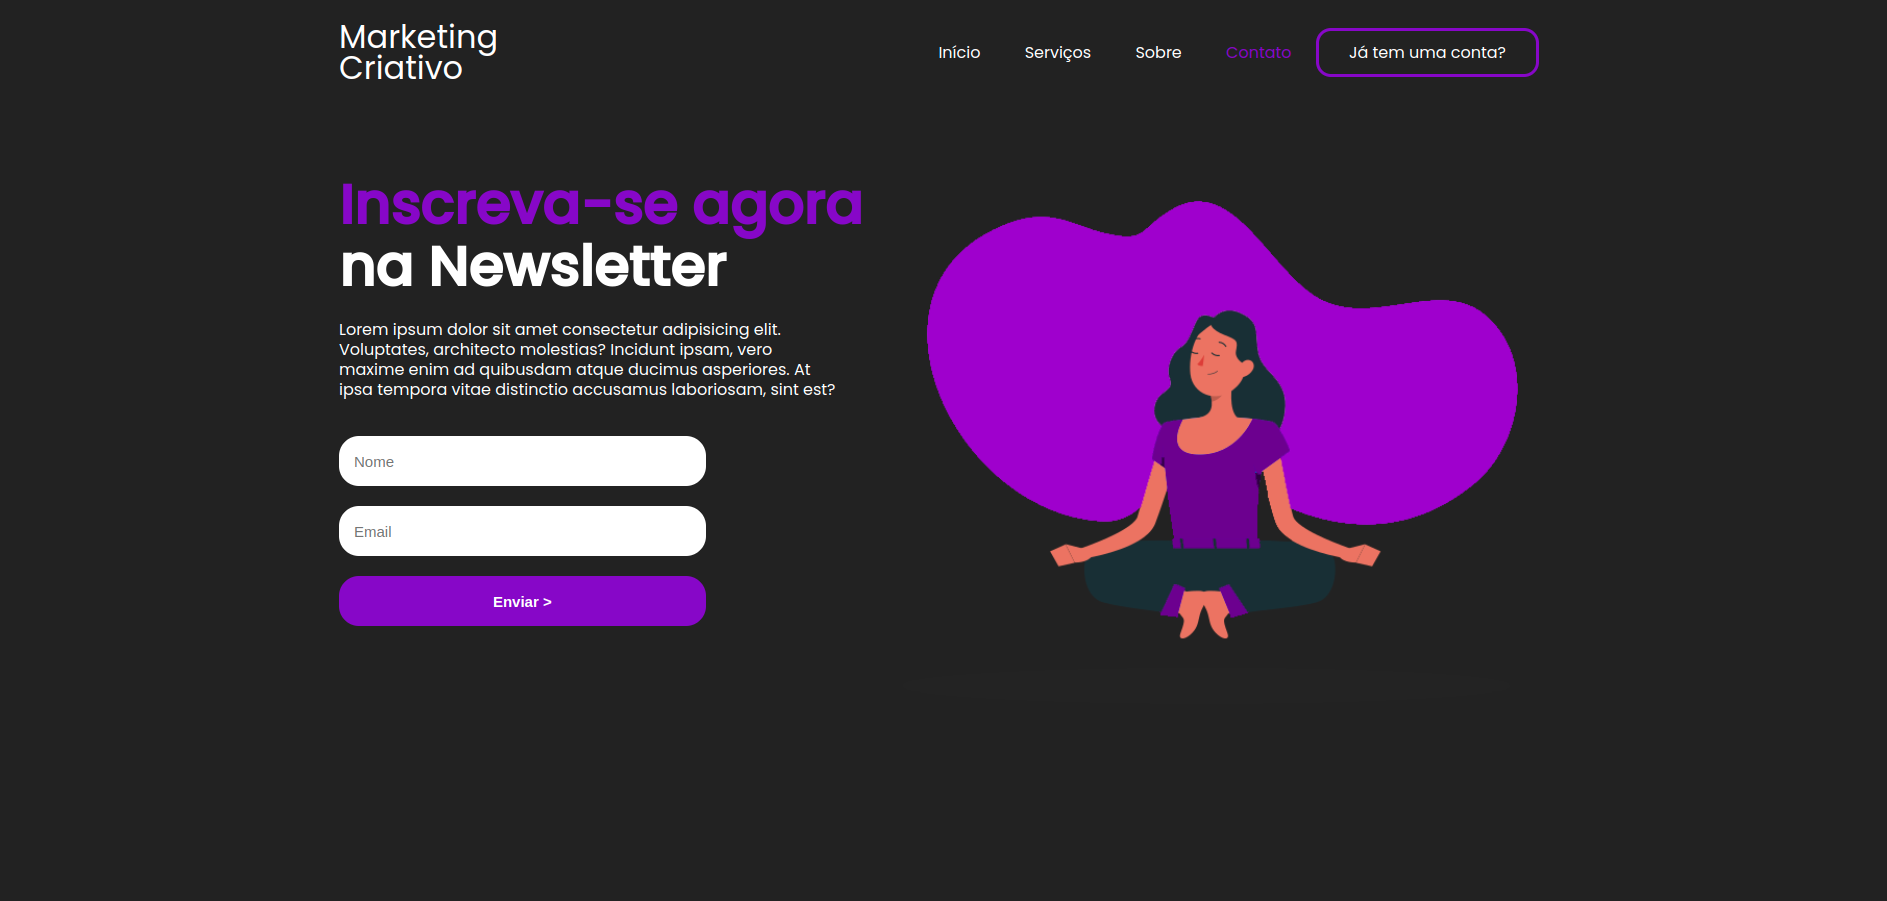 Marketing
Criativo
Início Serviços Sobre Contato Já tem uma conta?
Inscreva-se agora
na Newsletter
Lorem ipsum dolor sit amet consectetur adipisicing elit.
Voluptates, architecto molestias? Incidunt ipsam, vero
maxime enim ad quibusdam atque ducimus asperiores. At
ipsa tempora vitae distinctio accusamus laboriosam, sint est?
Nome
Email
Enviar >